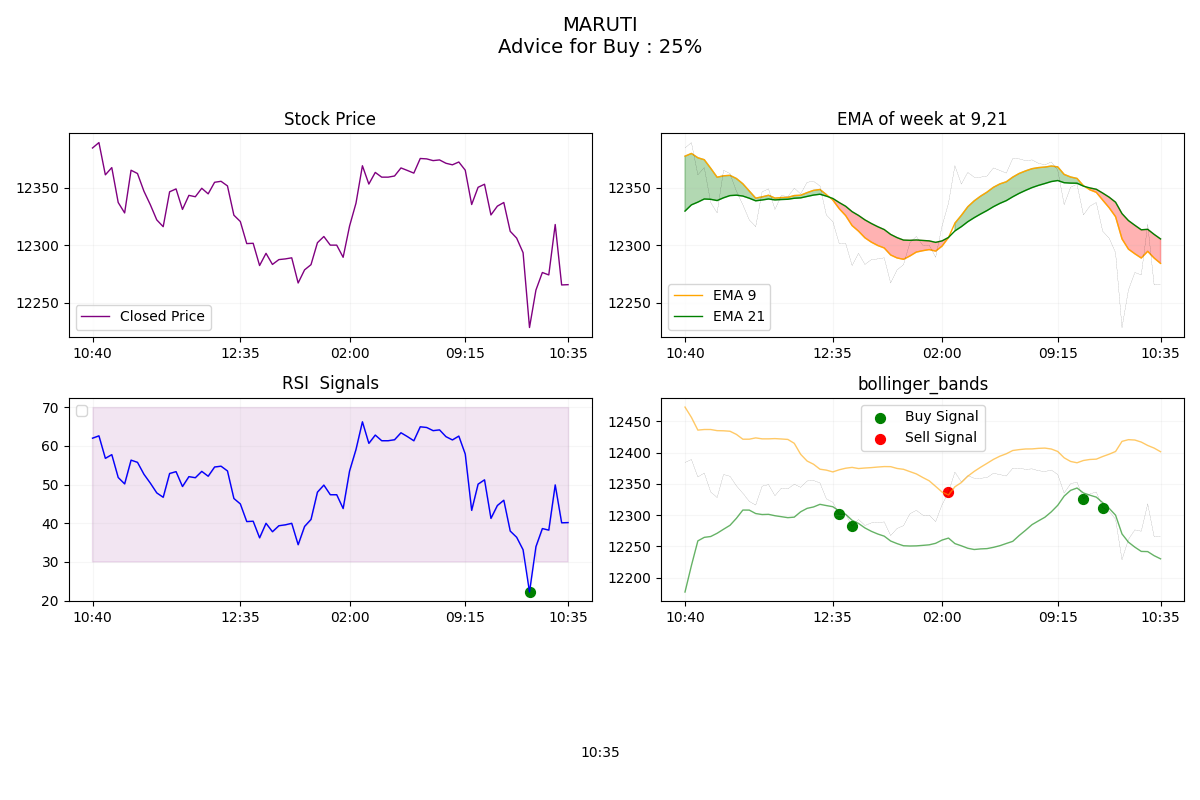 MARUTI
Advice for Buy : 25%
Stock Price
12350
12300
12250
Closed Price
10:40 12:35 02:00 09:15 10:35
EMA of week at 9,21
12350
12300
12250
EMA 9
EMA 21
10:40 12:35 02:00 09:15 10:35
RSI  Signals
70
60
50
40
30
20
10:40 12:35 02:00 09:15 10:35
bollinger_bands
12450
12400
12350
12300
12250
12200
Buy Signal
Sell Signal
10:40 12:35 02:00 09:15 10:35
10:35